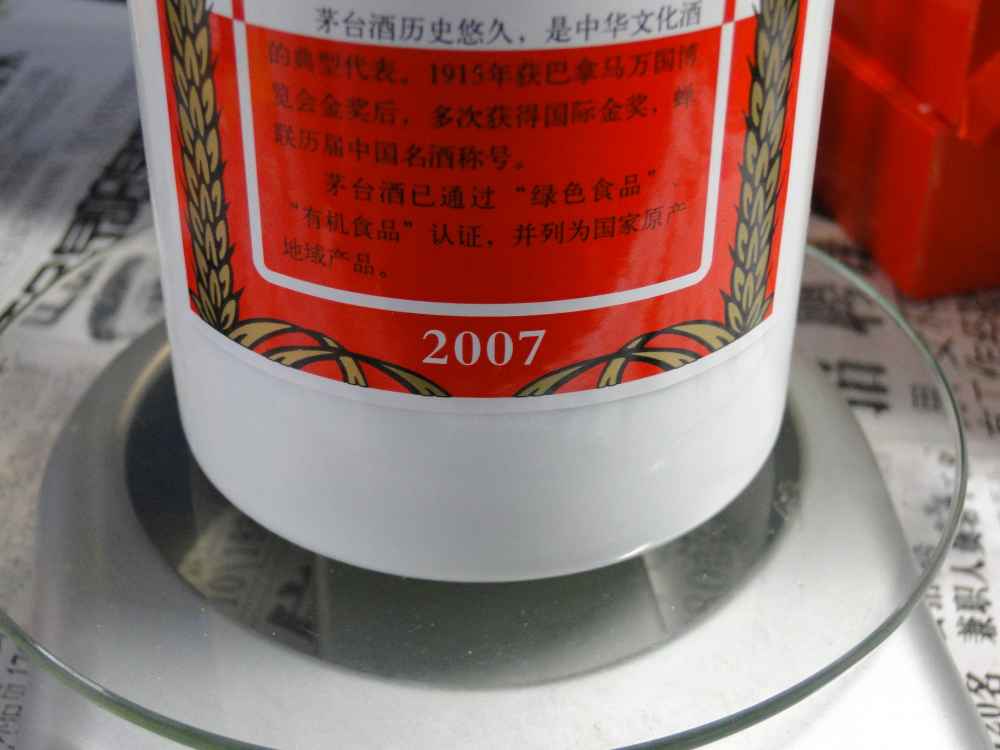 茅台酒历史悠久，是中华文化酒
的典型代表。1915年获巴拿马万国博
览会金奖后，多次获得国际金奖，蝉
联历届中国名酒称号。
茅台酒已通过“绿色食品”、
“有机食品”认证，并列为国家原产
地域产品。
2007
兼职人